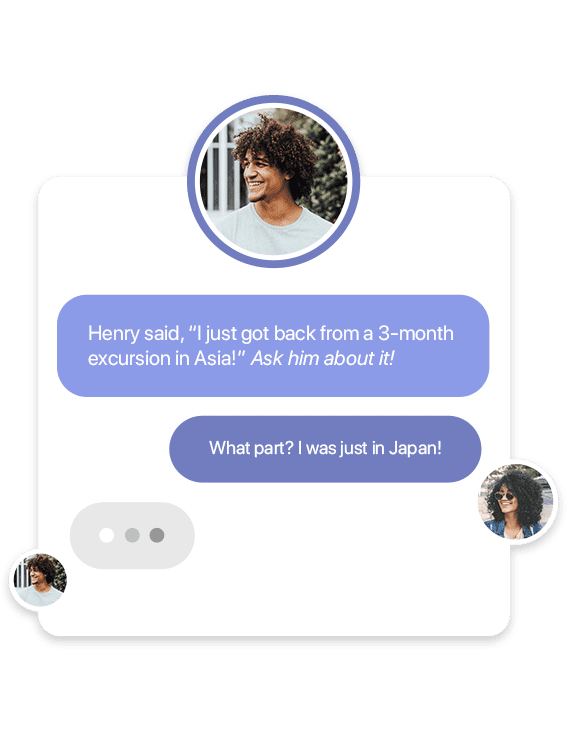 Henry said, “I just got back from a 3-month
excursion in Asia!” Ask him about it!
What part? I was just in Japan!